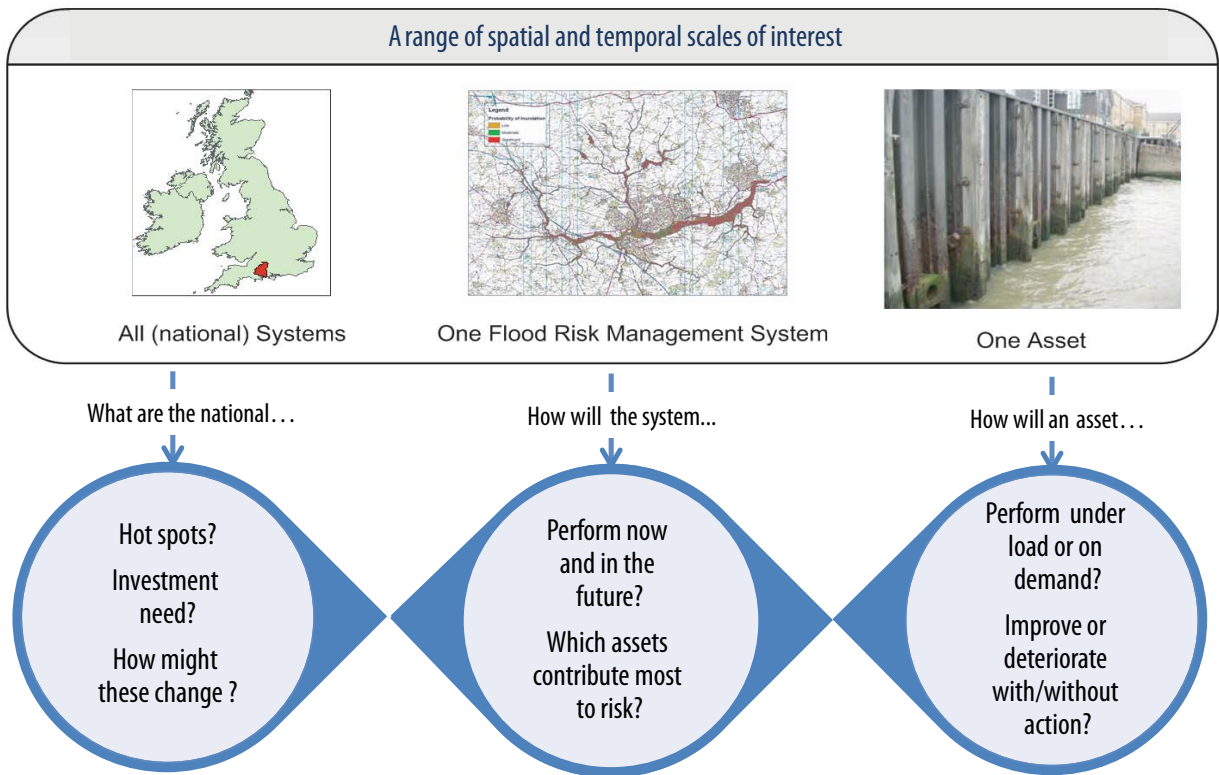 A range of spatial and temporal scales of interest
Legend
Probability of Inundation
Low
Moderate
Significant
All (national) Systems
One Flood Risk Management System
One Asset
What are the national...
How will the system...
How will an asset...
Hot spots?
Investment
need?
How might
these change ?
Perform now
and in the
future?
Which assets
contribute most
to risk?
Perform under
load or on
demand?
Improve or
deteriorate
with/without
action?